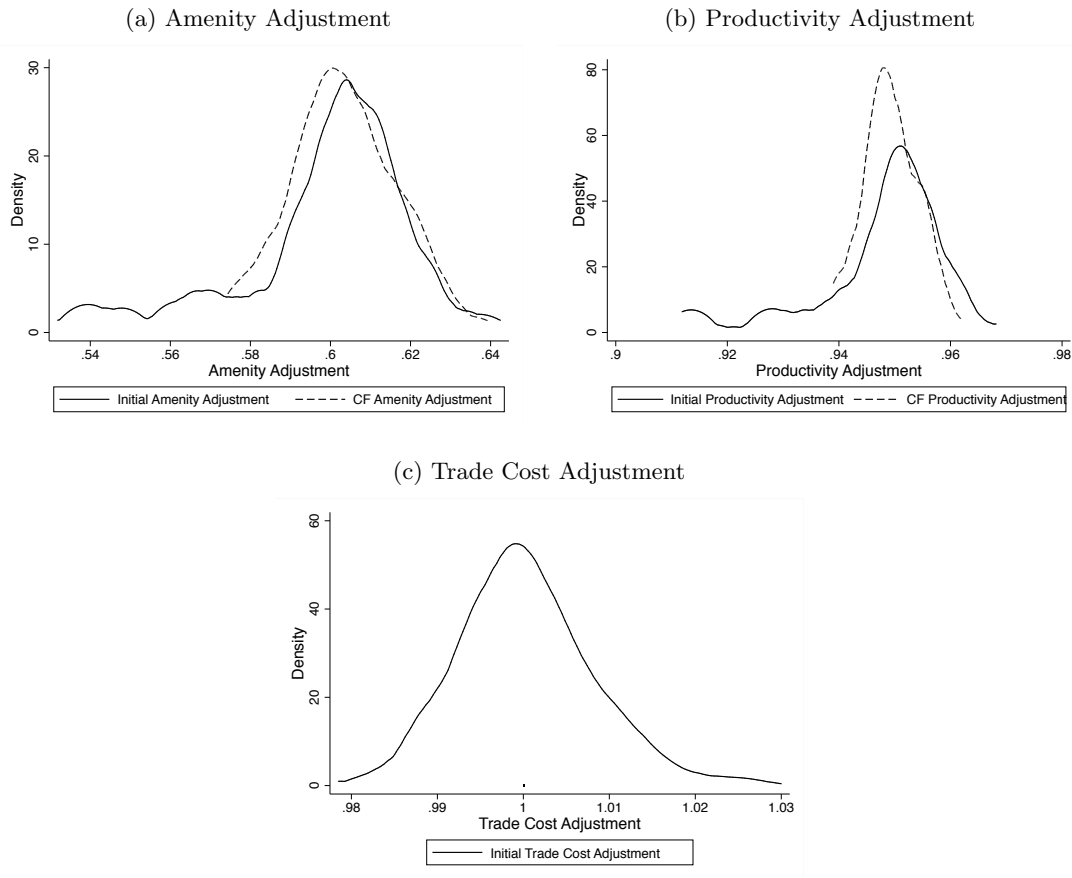 (a) Amenity Adjustment
30
20
10
0
Density
.54 .56 .58 .6 .62 .64
Amenity Adjustment
Initial Amenity Adjustment CF Amenity Adjustment
(b) Productivity Adjustment
80
60
40
20
0
Density
.9 .92 .94 .96 .98
Productivity Adjustment
Initial Productivity Adjustment CF Productivity Adjustment
(c) Trade Cost Adjustment
60
40
20
0
Density
.98 .99 1 1.01 1.02 1.03
Trade Cost Adjustment
Initial Trade Cost Adjustment